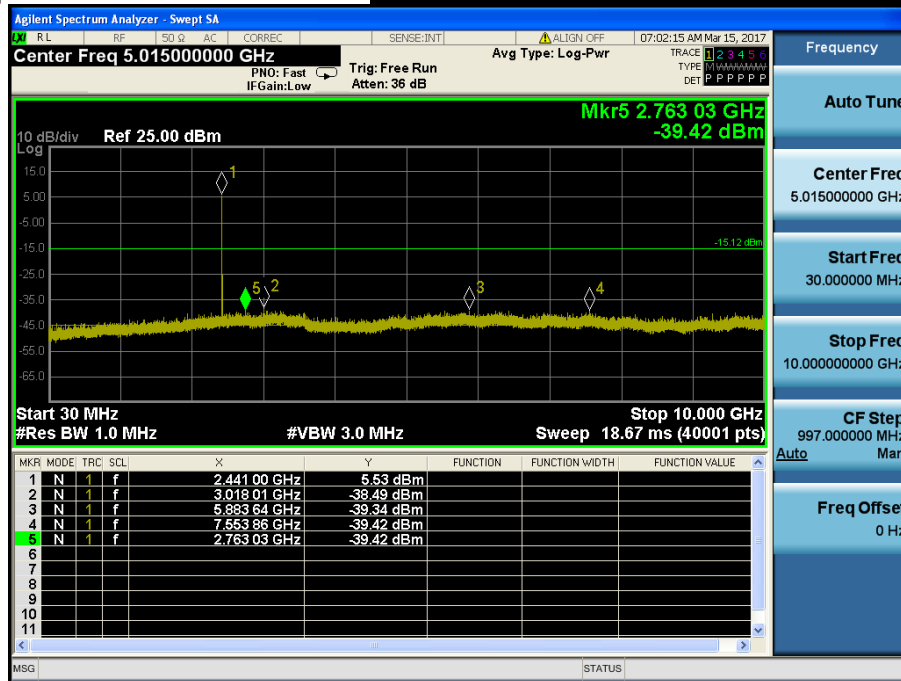 Agilent Spectrum Analyzer - Swept SA
LXI RL RF 50 Ω AC CORREC SENSE:INT ALIGN OFF 07:02:15 AM Mar 15, 2017
Center Freq 5.015000000 GHz
PNO: Fast
IFGain:Low
Trig: Free Run
Atten: 36 dB
Avg Type: Log-Pwr
TRACE 1 2 3 4 5 6
TYPE MWWWWW
DET P P P P P P
Mkr5 2.763 03 GHz
-39.42 dBm
10 dB/div Ref 25.00 dBm
Log
15.0
5.00
-5.00
-15.0
-25.0
-35.0
-45.0
-55.0
-65.0
1
-15.12 dBm
5 2 3 4
Start 30 MHz Stop 10.000 GHz
#Res BW 1.0 MHz #VBW 3.0 MHz Sweep 18.67 ms (40001 pts)
MKR MODE TRC SCL X Y FUNCTION FUNCTION WIDTH FUNCTION VALUE
1 N 1 f 2.441 00 GHz 5.53 dBm
2 N 1 f 3.018 01 GHz -38.49 dBm
3 N 1 f 5.883 64 GHz -39.34 dBm
4 N 1 f 7.553 86 GHz -39.42 dBm
5 N 1 f 2.763 03 GHz -39.42 dBm
6
7
8
9
10
11
MSG STATUS
Frequency
Auto Tune
Center Freq
5.015000000 GHz
Start Freq
30.000000 MHz
Stop Freq
10.000000000 GHz
CF Step
997.000000 MHz
Auto Man
Freq Offset
0 Hz